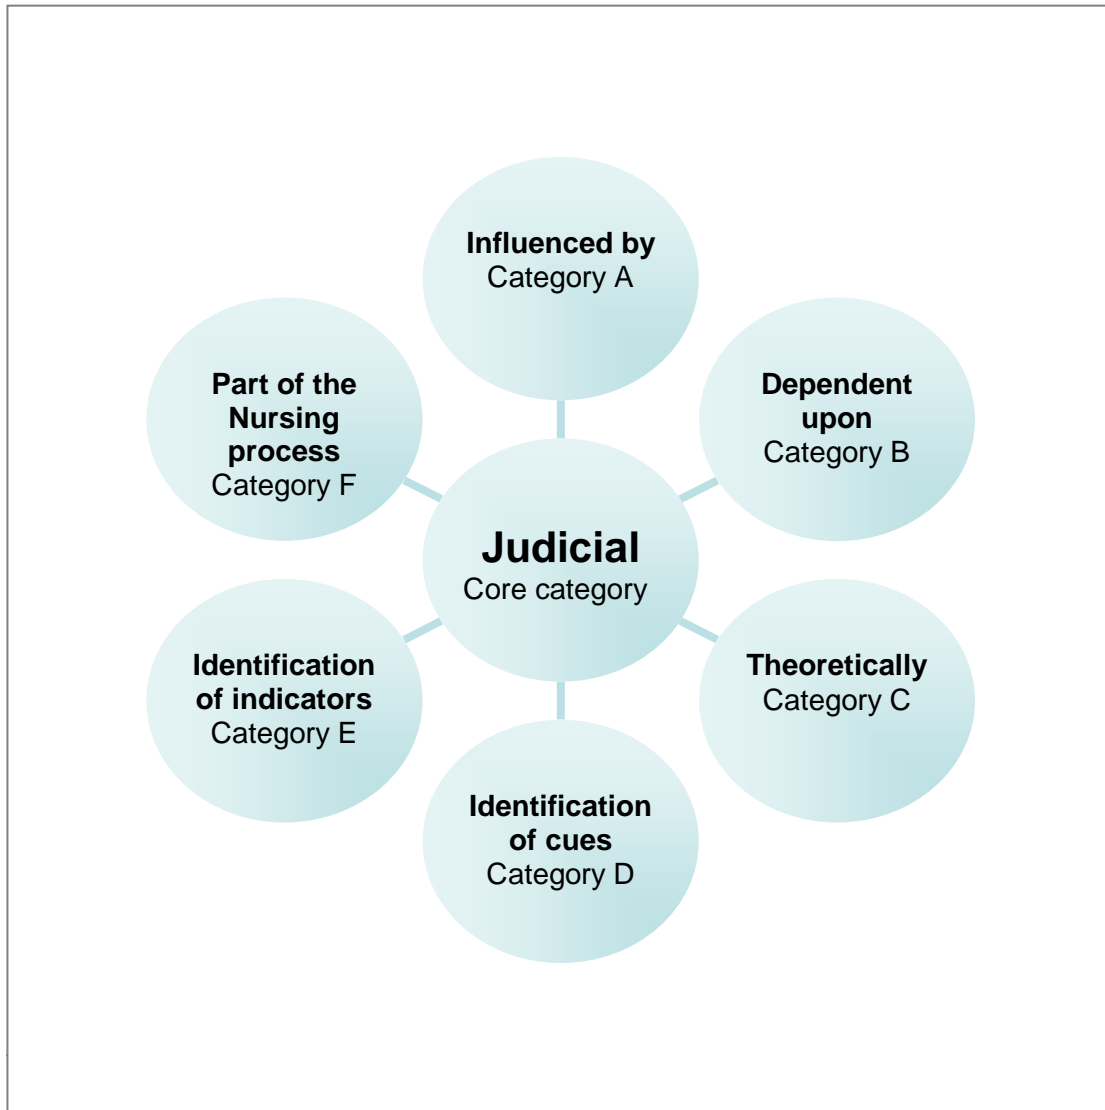 Influenced by
Category A
Part of the
Nursing
process
Category F
Dependent
upon
Category B
Judicial
Core category
Identification
of indicators
Category E
Theoretically
Category C
Identification
of cues
Category D